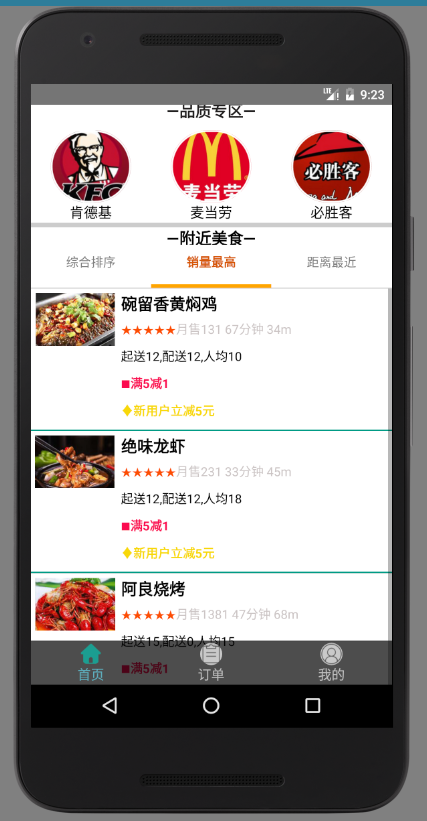 LTE 9:23
—品质专区—
KFC 麦当劳 必胜客
肯德基 麦当劳 必胜客
—附近美食—
综合排序 销量最高 距离最近
碗留香黄焖鸡
★★★★★月售131 67分钟 34m
起送12,配送12,人均10
■满5减1
♦新用户立减5元
绝味龙虾
★★★★★月售231 33分钟 45m
起送12,配送12,人均18
■满5减1
♦新用户立减5元
阿良烧烤
★★★★★月售1381 47分钟 68m
起送15,配送0,人均15
■满5减1
首页 订单 我的